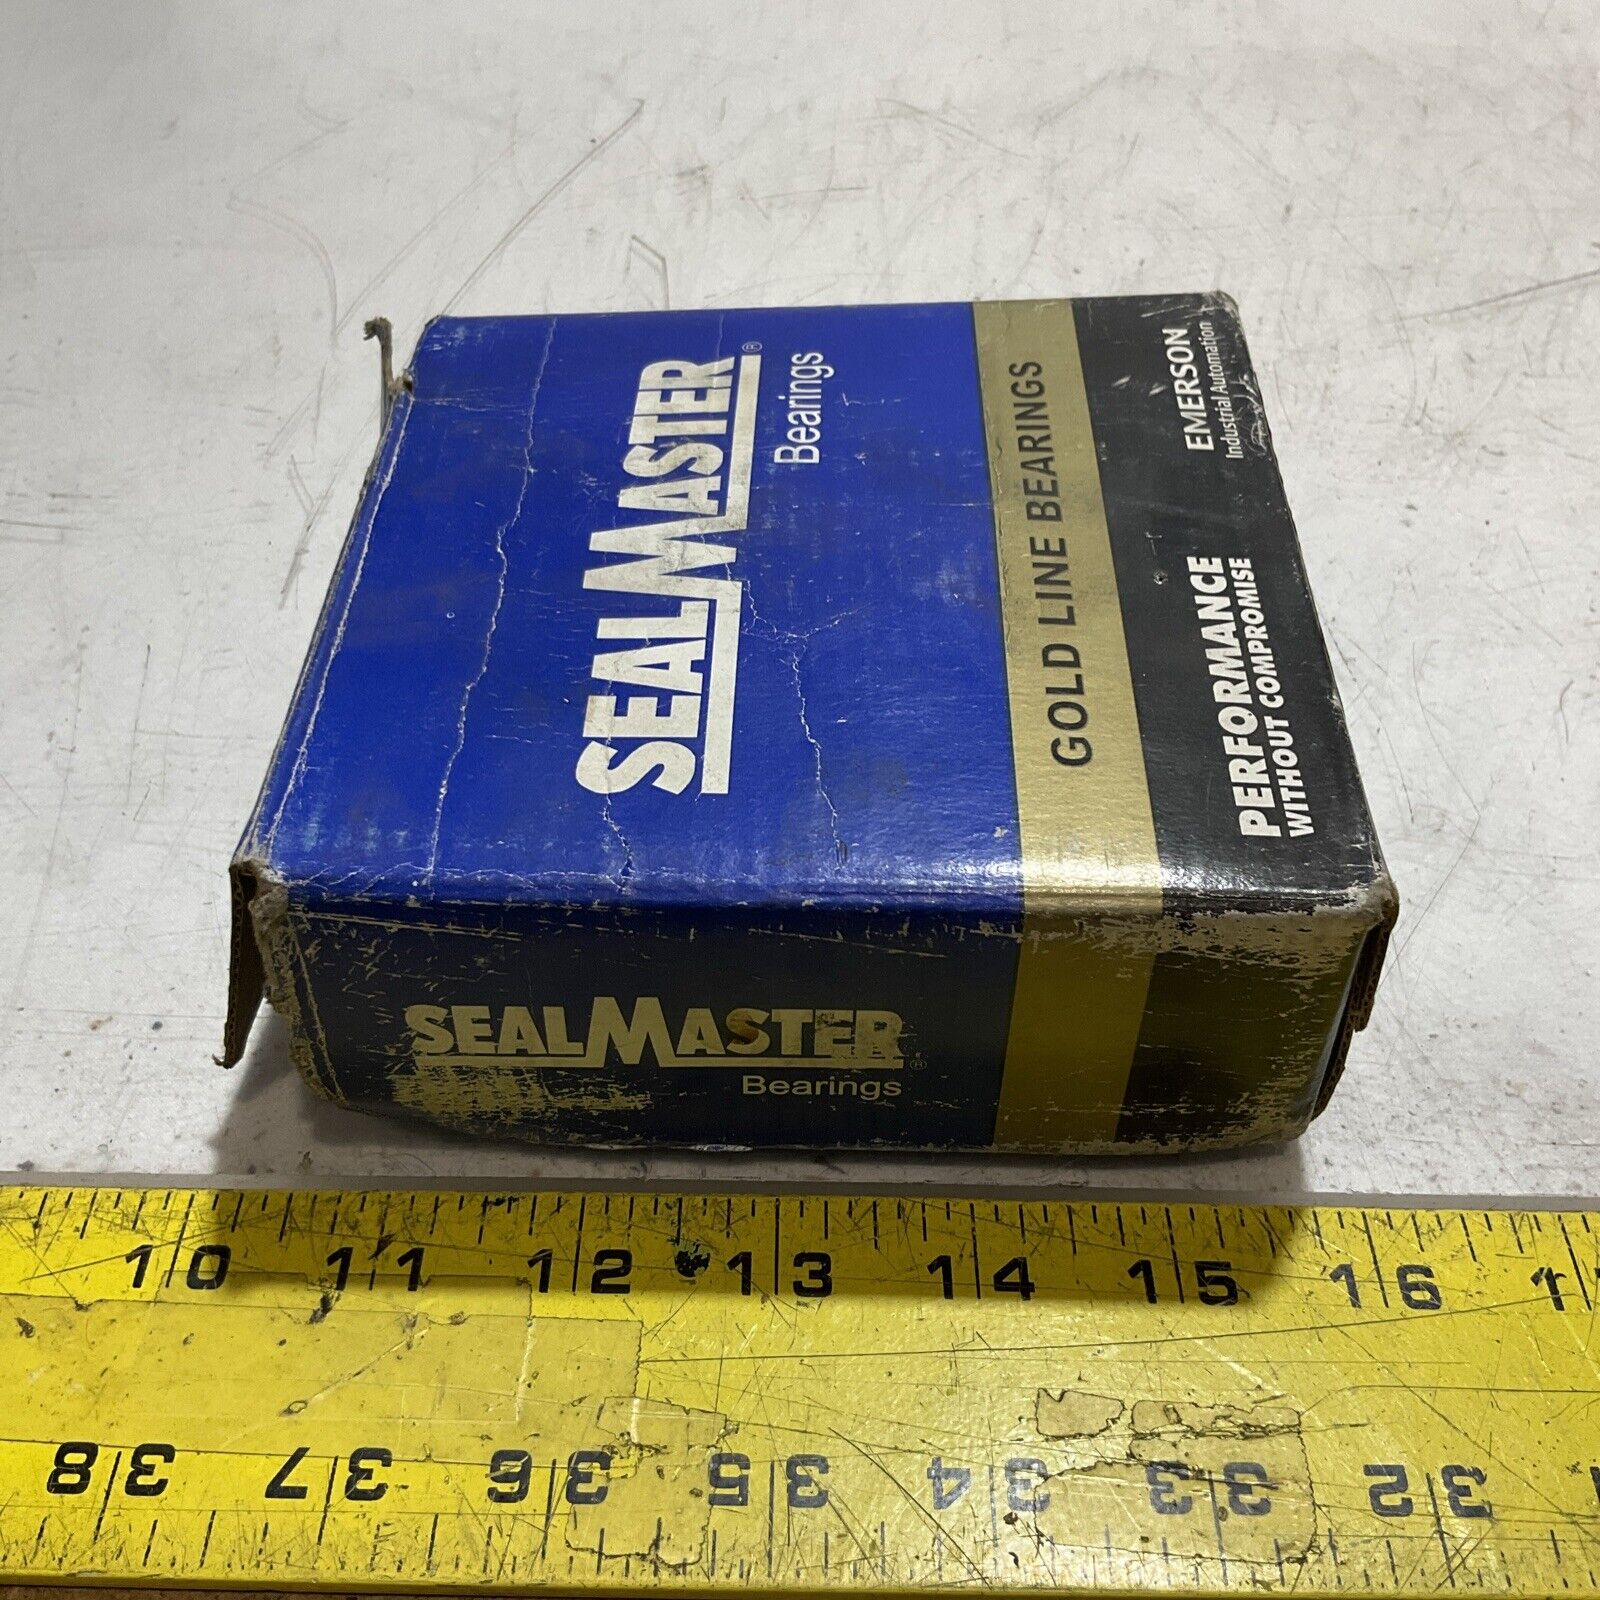 SEALMASTER®
Bearings
GOLD LINE BEARINGS
PERFORMANCE
WITHOUT COMPROMISE
EMERSON
Industrial Automation
SEALMASTER®
Bearings
10 11 12 13 14 15 16 1
38 37 36 35 34 33 32